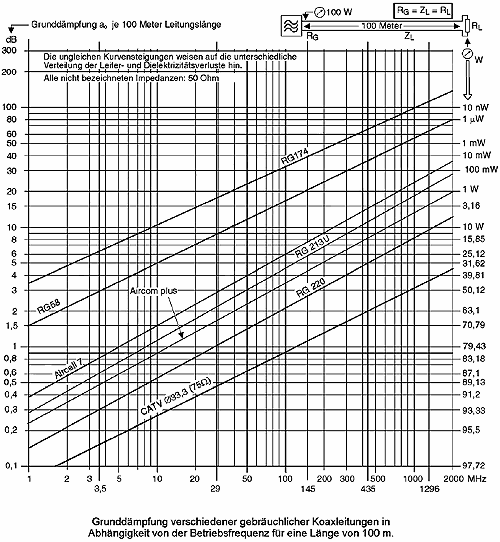 Grunddämpfung aₒ je 100 Meter Leitungslänge
100 W
R_G = Z_L = R_L
100 Meter
R_G
Z_L
R_L
W
dB
Die ungleichen Kurvensteigungen weisen auf die unterschiedliche
Verteilung der Leiter- und Dielektrizitätsverluste hin.
Alle nicht bezeichneten Impedanzen: 50 Ohm
300
200
100
80
60
50
40
30
20
15
10
8
6
5
4
3
2
1,5
1
0,8
0,6
0,5
0,4
0,3
0,2
0,1
RG174
RG58
RG 213U
Aircom plus
RG 220
Aircell 7
CATV Ø33,3 (75Ω)
10 nW
1 µW
1 mW
10 mW
100 mW
1 W
3,16
10 W
15,85
25,12
31,62
39,81
50,12
63,1
70,79
79,43
83,18
87,1
89,13
91,2
93,33
95,5
97,72
1 2 3 5 10 20 30 50 100 200 300 500 1000 2000 MHz
3,5 29 145 435 1296
Grunddämpfung verschiedener gebräuchlicher Koaxleitungen in
Abhängigkeit von der Betriebsfrequenz für eine Länge von 100 m.